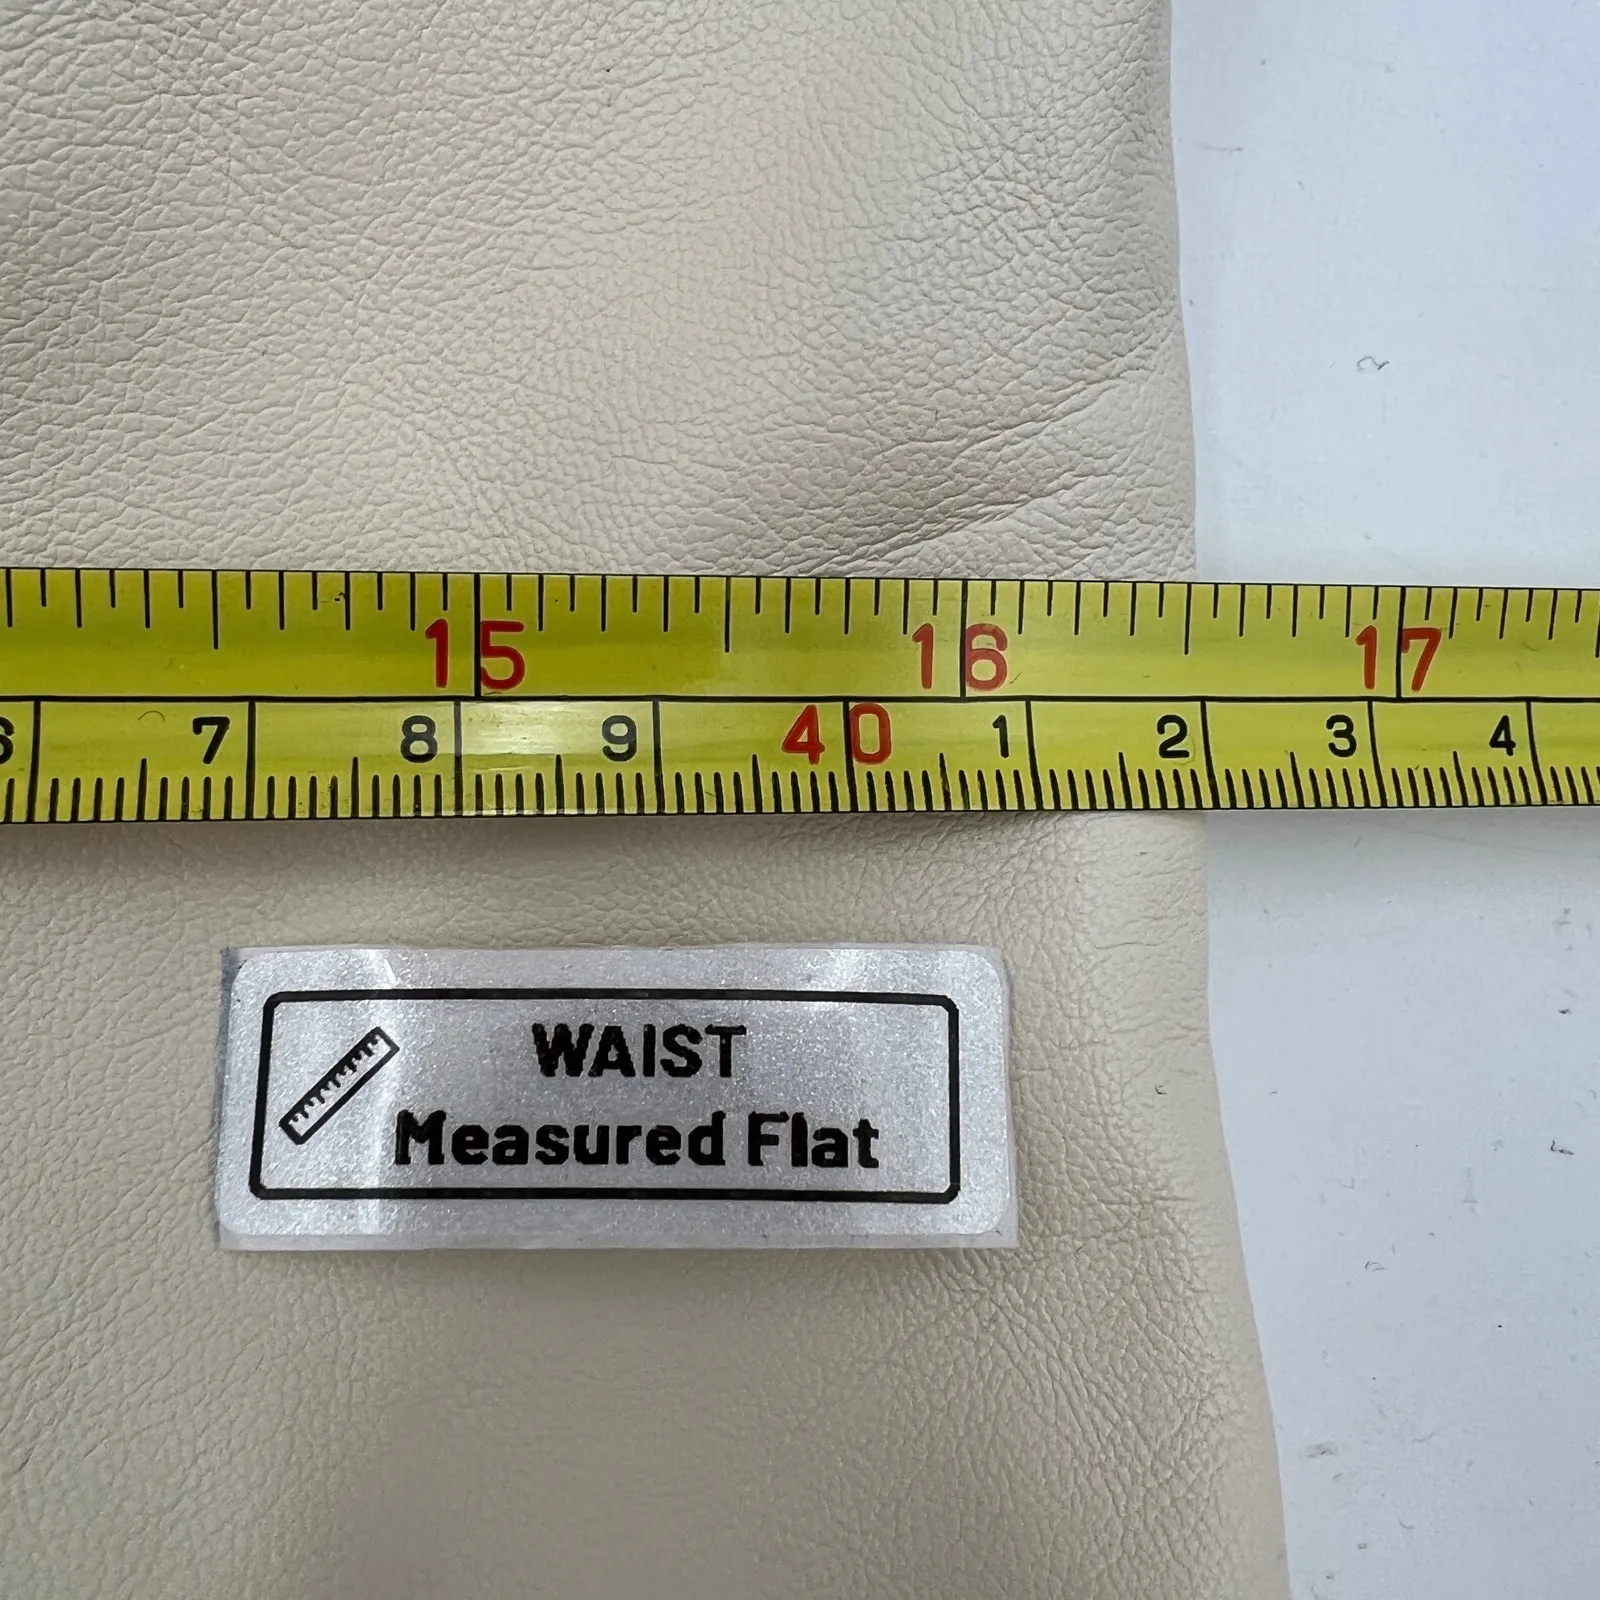 15 16 17
6 7 8 9 40 1 2 3 4
WAIST
Measured Flat